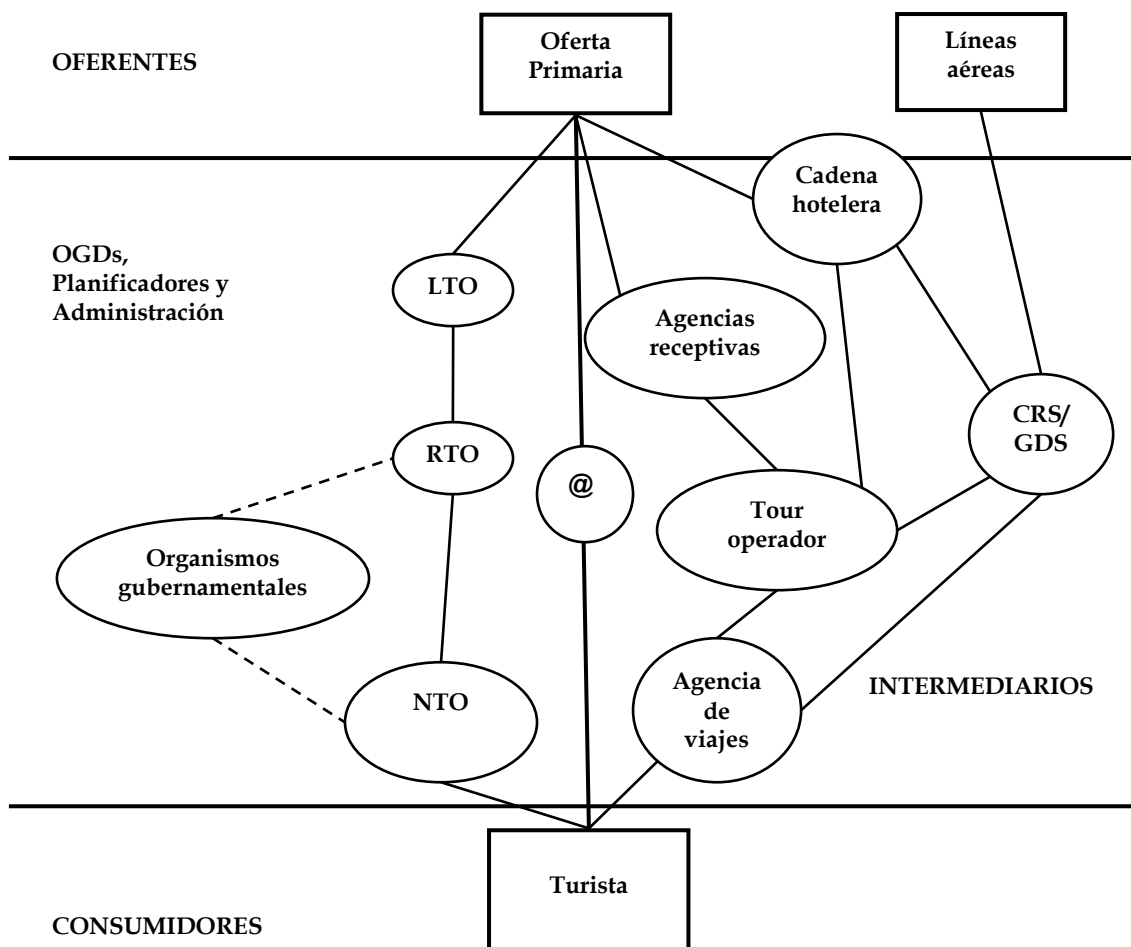 Oferta
Primaria
Líneas
aéreas
OFERENTES
Cadena
hotelera
OGDs,
Planificadores y
Administración
LTO
Agencias
receptivas
CRS/
GDS
RTO
@
Tour
operador
Organismos
gubernamentales
NTO
Agencia
de
viajes
INTERMEDIARIOS
Turista
CONSUMIDORES